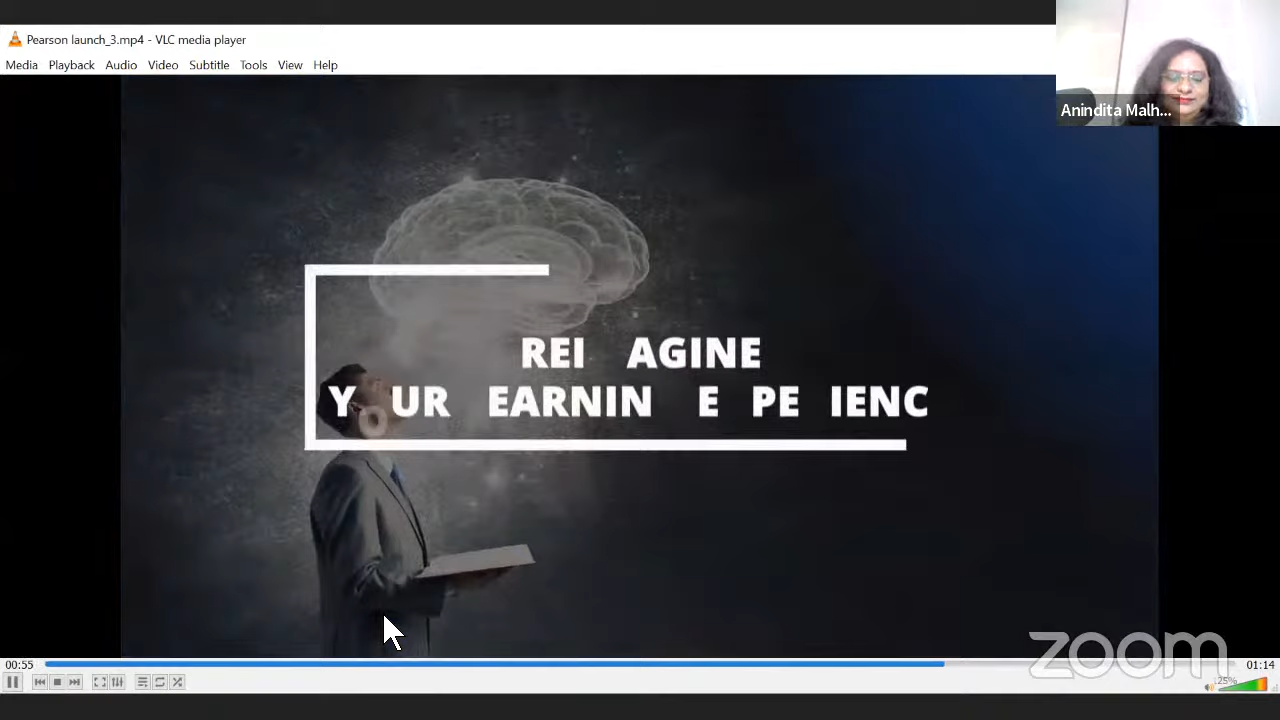 Pearson launch_3.mp4 - VLC media player
Media Playback Audio Video Subtitle Tools View Help
Anindita Malh...
REI AGINE
Y UR EARNIN E PE IENC
zoom
00:55
01:14
125%